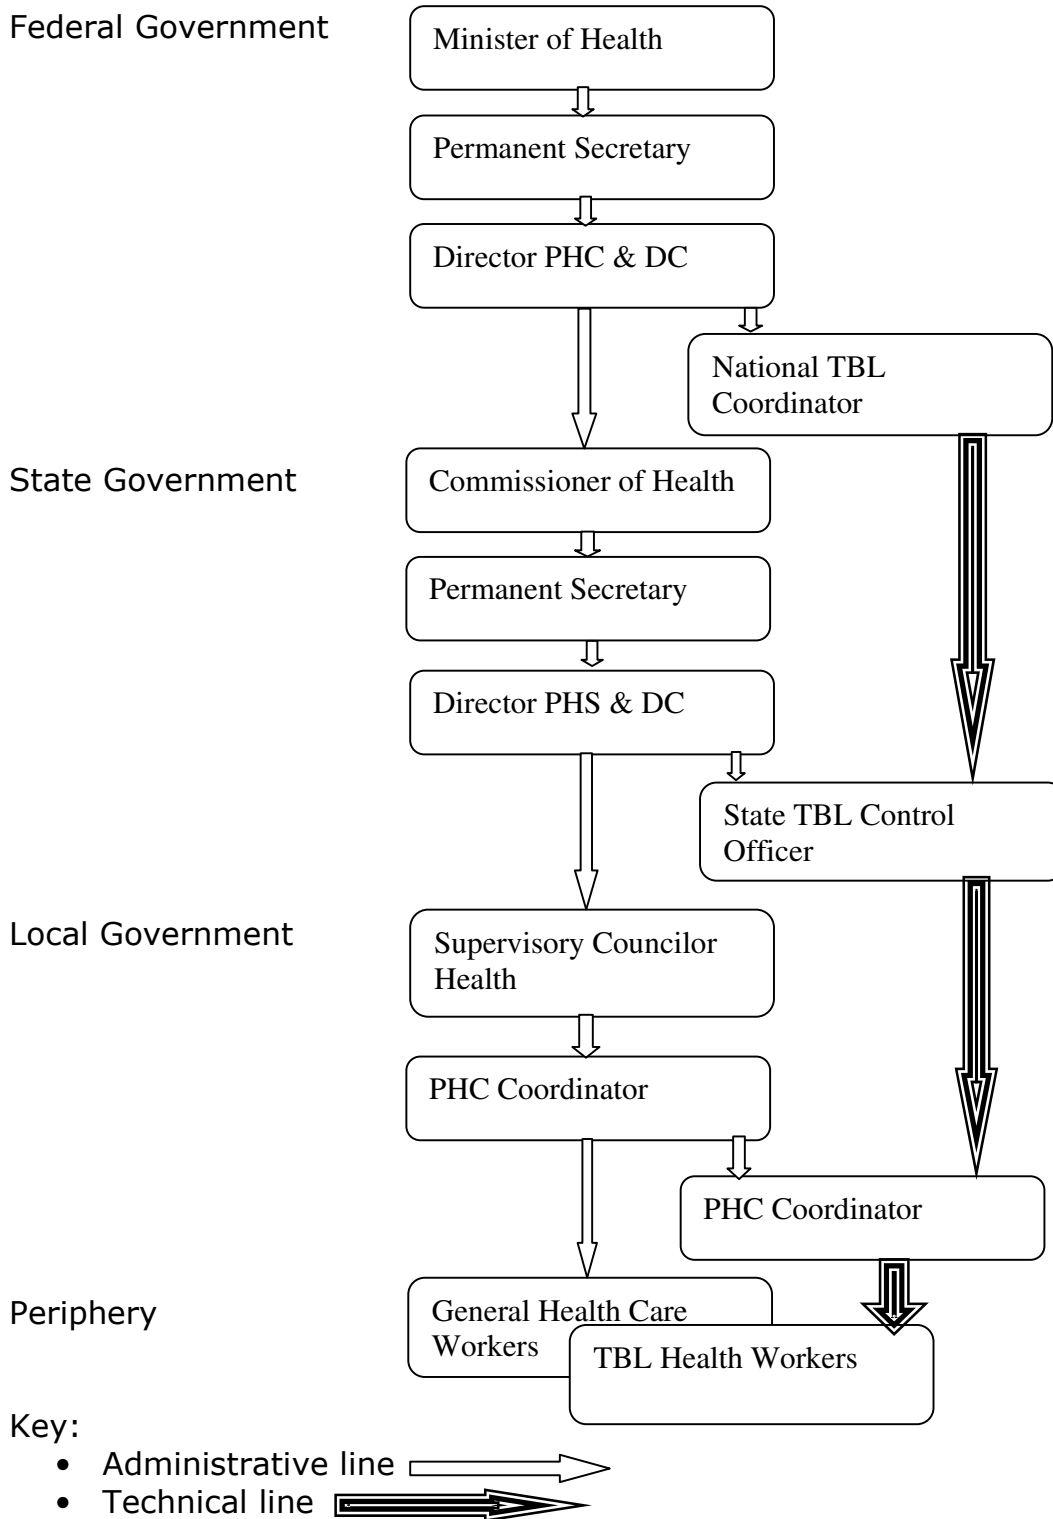 Federal Government
Minister of Health
Permanent Secretary
Director PHC & DC
National TBL
Coordinator
State Government
Commissioner of Health
Permanent Secretary
Director PHS & DC
State TBL Control
Officer
Local Government
Supervisory Councilor
Health
PHC Coordinator
PHC Coordinator
Periphery
General Health Care
Workers
TBL Health Workers
Key:
• Administrative line
• Technical line